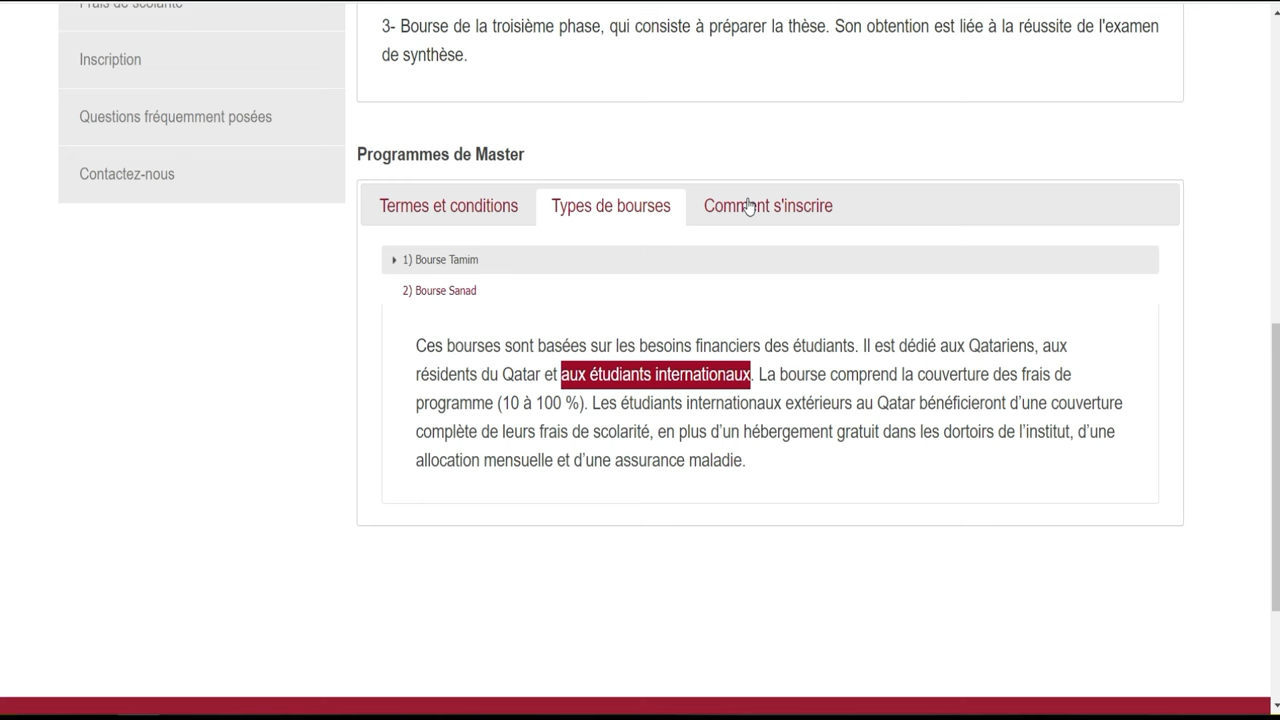 Frais de scolarité
Inscription
Questions fréquemment posées
Contactez-nous
3- Bourse de la troisième phase, qui consiste à préparer la thèse. Son obtention est liée à la réussite de l'examen
de synthèse.
Programmes de Master
Termes et conditions
Types de bourses
Comment s'inscrire
1) Bourse Tamim
2) Bourse Sanad
Ces bourses sont basées sur les besoins financiers des étudiants. Il est dédié aux Qatariens, aux
résidents du Qatar et aux étudiants internationaux. La bourse comprend la couverture des frais de
programme (10 à 100 %). Les étudiants internationaux extérieurs au Qatar bénéficieront d’une couverture
complète de leurs frais de scolarité, en plus d’un hébergement gratuit dans les dortoirs de l’institut, d’une
allocation mensuelle et d’une assurance maladie.